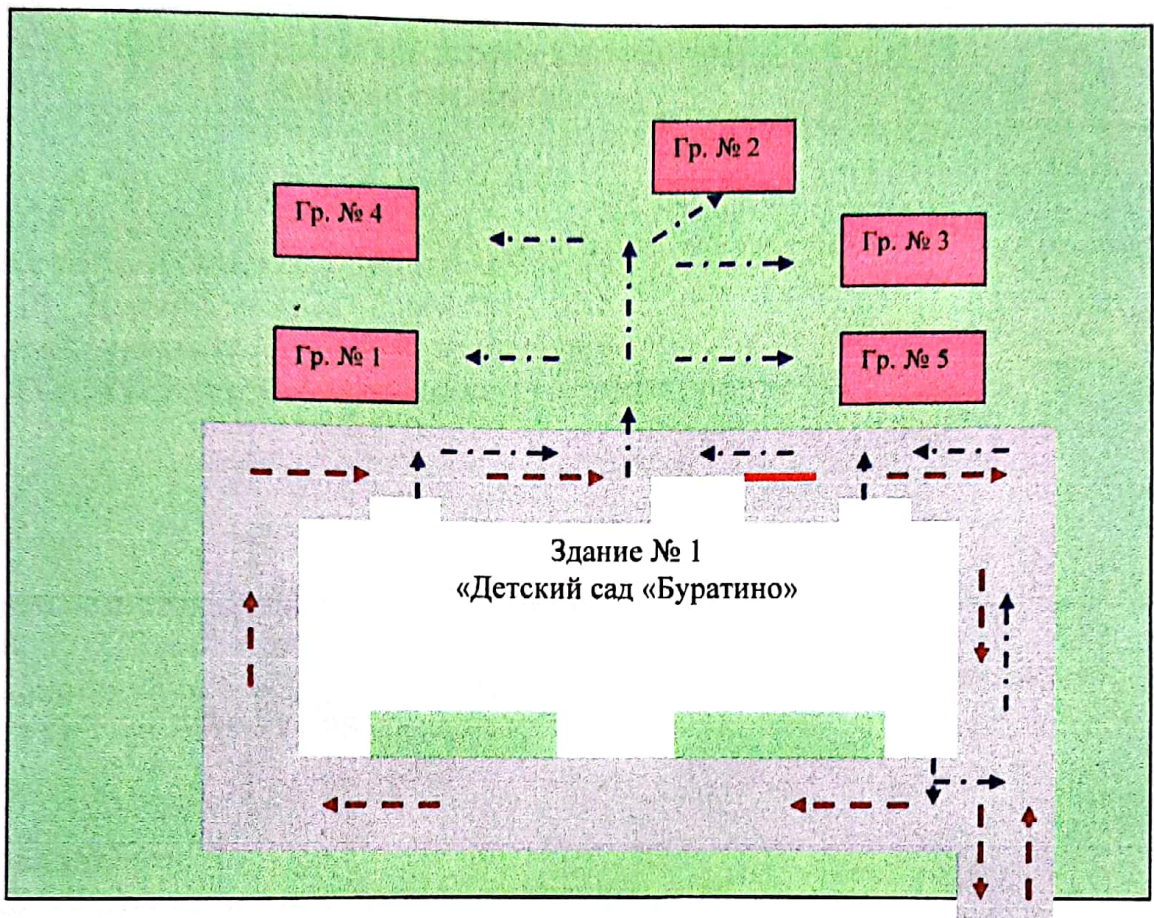 Гр. № 2
Гр. № 4
Гр. № 3
Гр. № 1
Гр. № 5
Здание № 1
«Детский сад «Буратино»